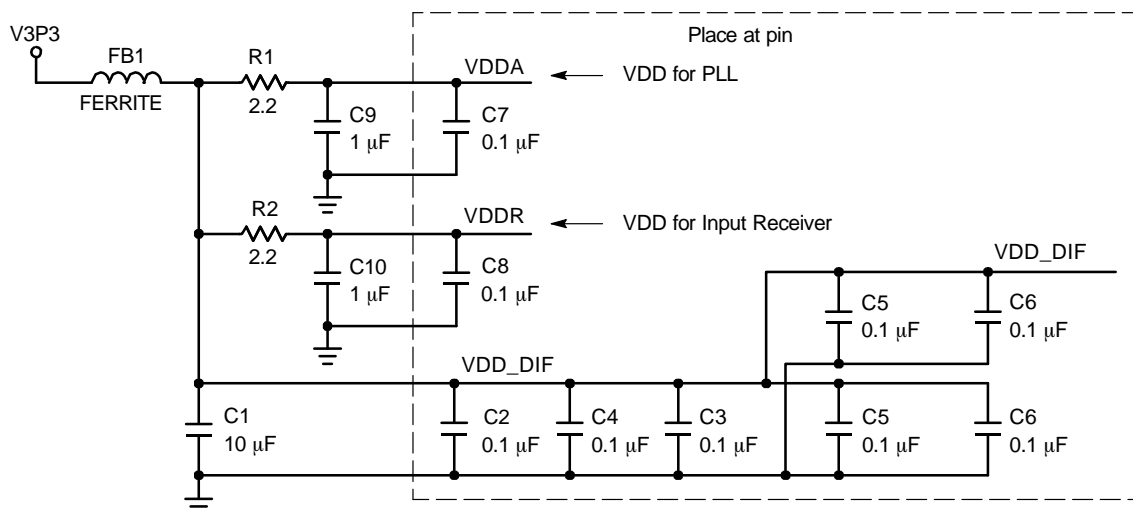 Place at pin
V3P3
FB1
FERRITE
R1
2.2
VDDA
VDD for PLL
C9
1 μF
C7
0.1 μF
R2
2.2
VDDR
VDD for Input Receiver
C10
1 μF
C8
0.1 μF
VDD_DIF
C5
0.1 μF
C6
0.1 μF
VDD_DIF
C1
10 μF
C2
0.1 μF
C4
0.1 μF
C3
0.1 μF
C5
0.1 μF
C6
0.1 μF